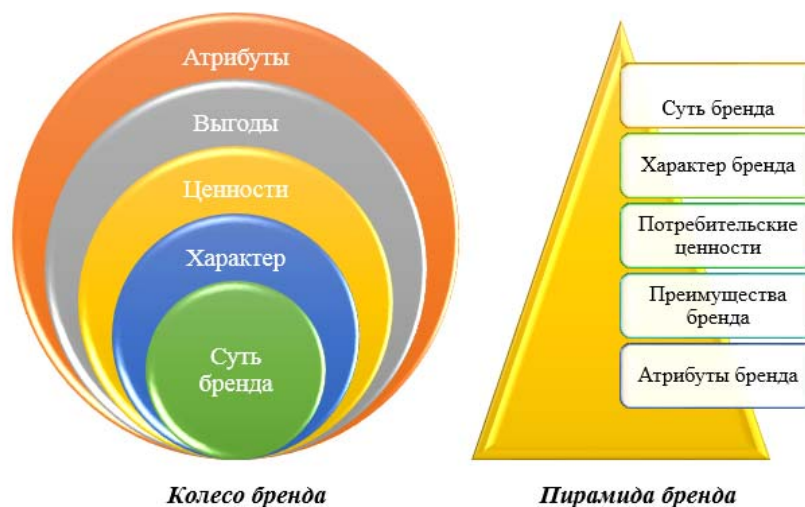 Атрибуты
Выгоды
Ценности
Характер
Суть
бренда
Колесо бренда
Суть бренда
Характер бренда
Потребительские
ценности
Преимущества
бренда
Атрибуты бренда
Пирамида бренда